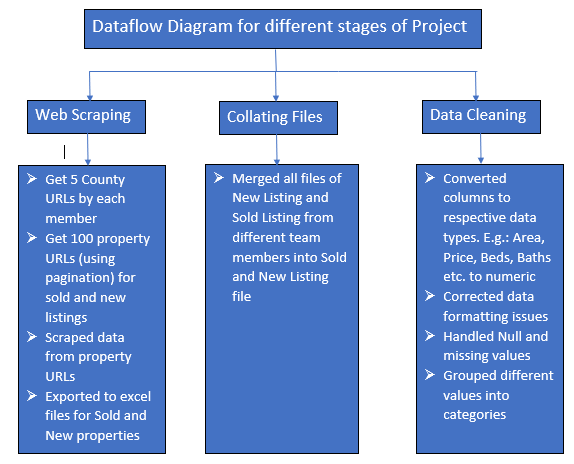 Dataflow Diagram for different stages of Project
Web Scraping
Collating Files
Data Cleaning
➢ Get 5 County
URLs by each
member
➢ Get 100 property
URLs (using
pagination) for
sold and new
listings
➢ Scraped data
from property
URLs
➢ Exported to excel
files for Sold and
New properties
➢ Merged all files of
New Listing and
Sold Listing from
different team
members into Sold
and New Listing
file
➢ Converted
columns to
respective data
types. E.g.: Area,
Price, Beds, Baths
etc. to numeric
➢ Corrected data
formatting issues
➢ Handled Null and
missing values
➢ Grouped different
values into
categories